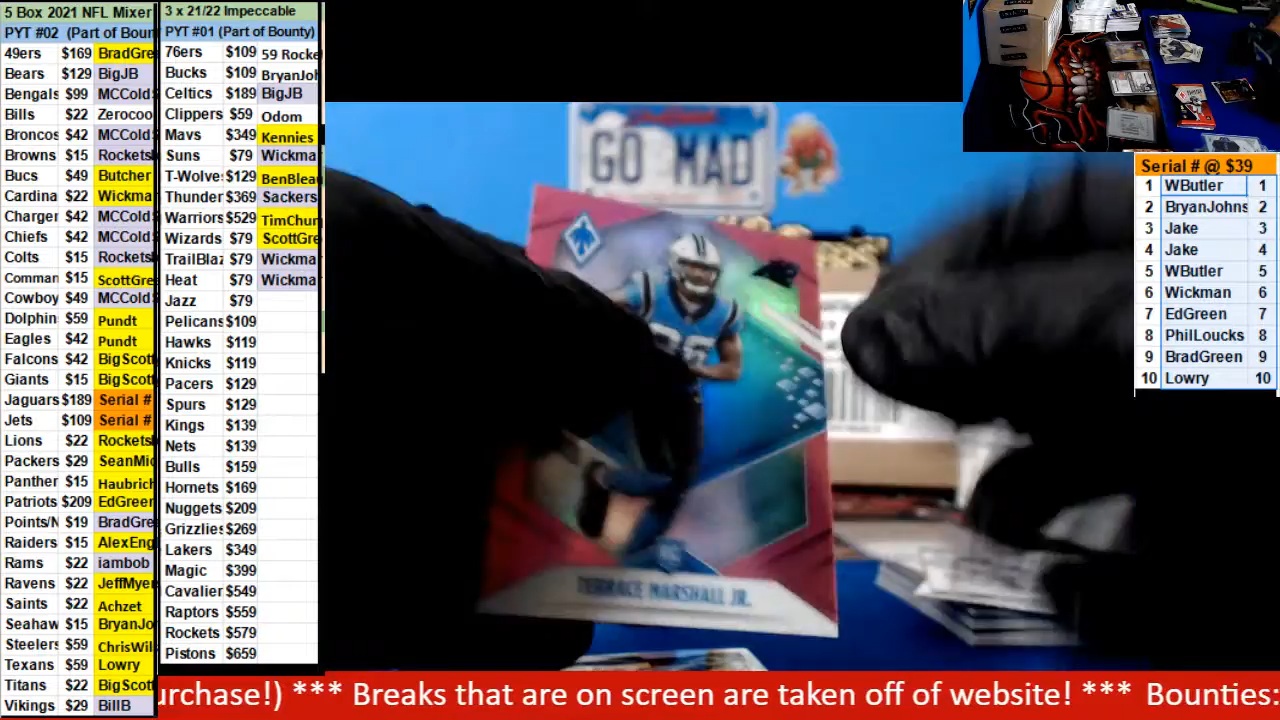 5 Box 2021 NFL Mixer
PYT #02 (Part of Boun
49ers $169 BradGre
Bears $129 BigJB
Bengals $99 MCCold
Bills $22 Zerocoo
Broncos $42 MCCold
Browns $15 Rockets
Bucs $49 Butcher
Cardina $22 Wickma
Charger $42 MCCold
Chiefs $42 MCCold
Colts $15 Rockets
Comman $15 ScottGre
Cowboy $49 MCCold
Dolphin $59 Pundt
Eagles $42 Pundt
Falcons $42 BigScott
Giants $15 BigScott
Jaguars $189 Serial #
Jets $109 Serial #
Lions $22 Rockets
Packers $29 SeanMic
Panther $15 Haubrich
Patriots $209 EdGreen
Points/N $19 BradGre
Raiders $15 AlexEng
Rams $22 iambob
Ravens $22 JeffMyer
Saints $22 Achzet
Seahaw $15 BryanJo
Steelers $59 ChrisWil
Texans $59 Lowry
Titans $22 BigScott
Vikings $29 BillB
3 x 21/22 Impeccable
PYT #01 (Part of Bounty)
76ers $109 59 Rocke
Bucks $109 BryanJoh
Celtics $189 BigJB
Clippers $59 Odom
Mavs $349 Kennies
Suns $79 Wickma
T-Wolve $129 BenBleau
Thunder $369 Sackers
Warriors $529 TimChun
Wizards $79 ScottGre
TrailBlaz $79 Wickma
Heat $79 Wickma
Jazz $79
Pelicans $109
Hawks $119
Knicks $119
Pacers $129
Spurs $129
Kings $139
Nets $139
Bulls $159
Hornets $169
Nuggets $209
Grizzlies $269
Lakers $349
Magic $399
Cavalier $549
Raptors $559
Rockets $579
Pistons $659
GO MAD
TERRACE MARSHALL JR.
Serial # @ $39
1 WButler 1
2 BryanJohns 2
3 Jake 3
4 Jake 4
5 WButler 5
6 Wickman 6
7 EdGreen 7
8 PhilLoucks 8
9 BradGreen 9
10 Lowry 10
urchase!) *** Breaks that are on screen are taken off of website! *** Bounties: